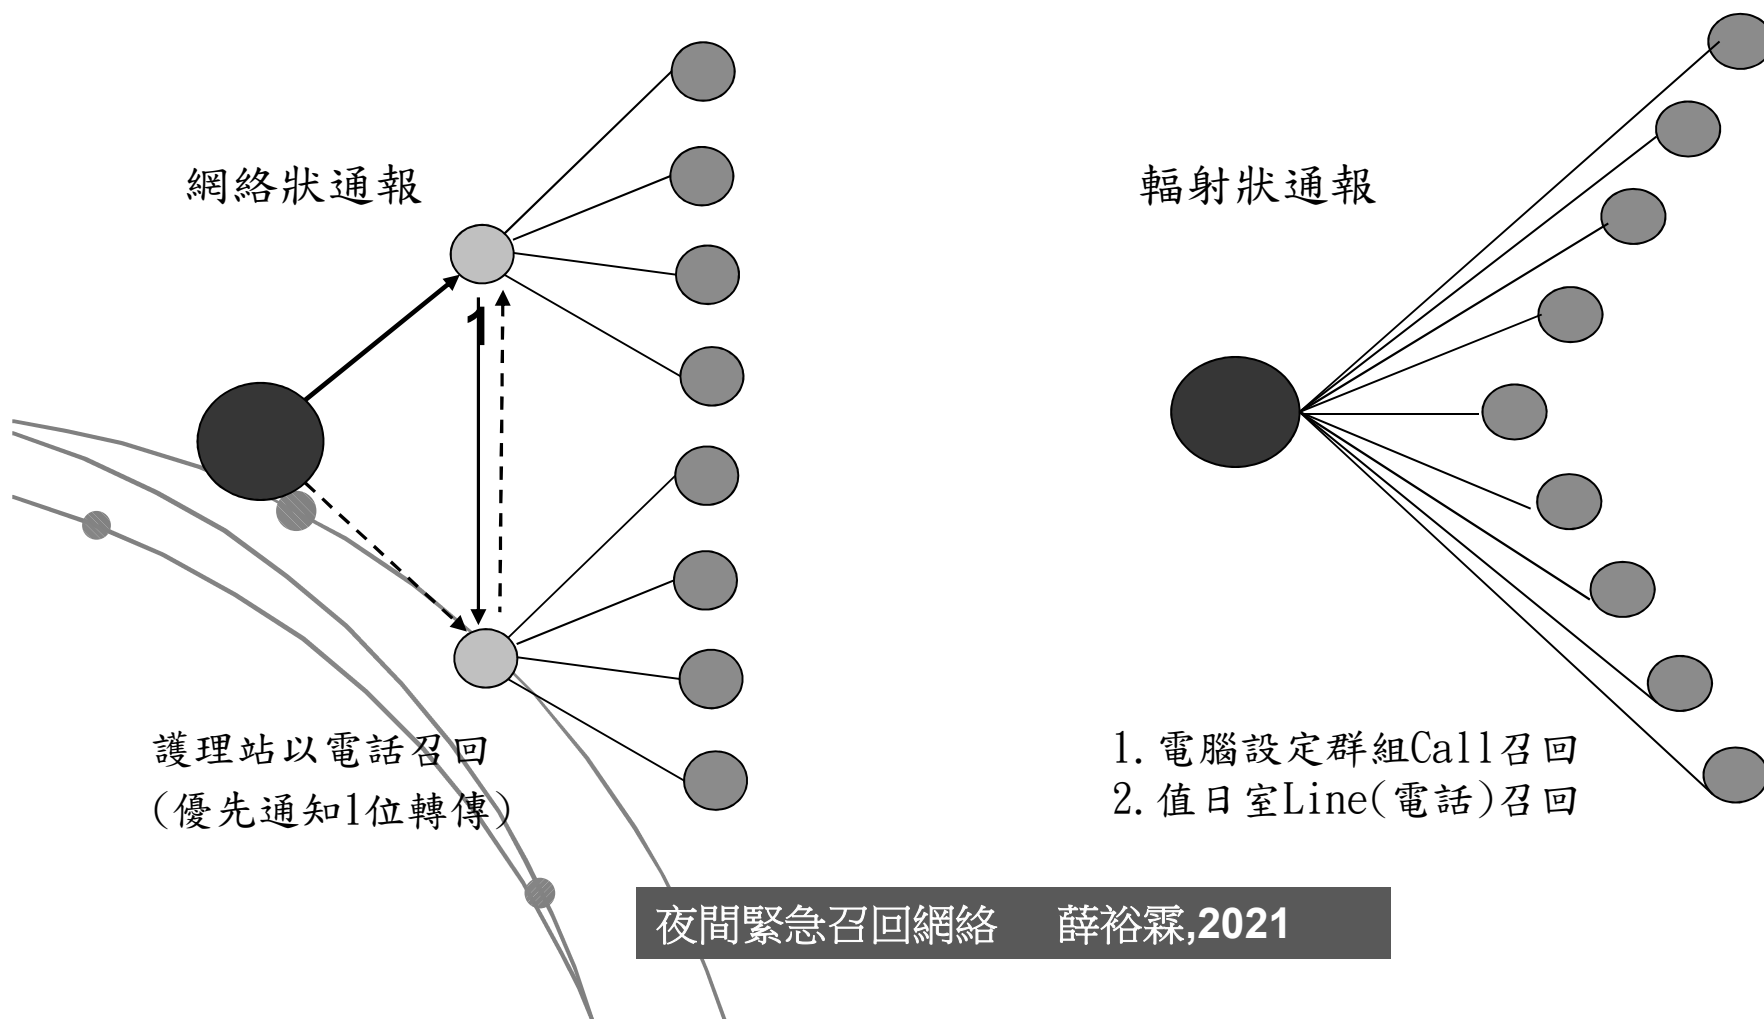 網絡狀通報
1
護理站以電話召回
(優先通知1位轉傳)
輻射狀通報
1.電腦設定群組Call召回
2.值日室Line(電話)召回
夜間緊急召回網絡 薛裕霖,2021